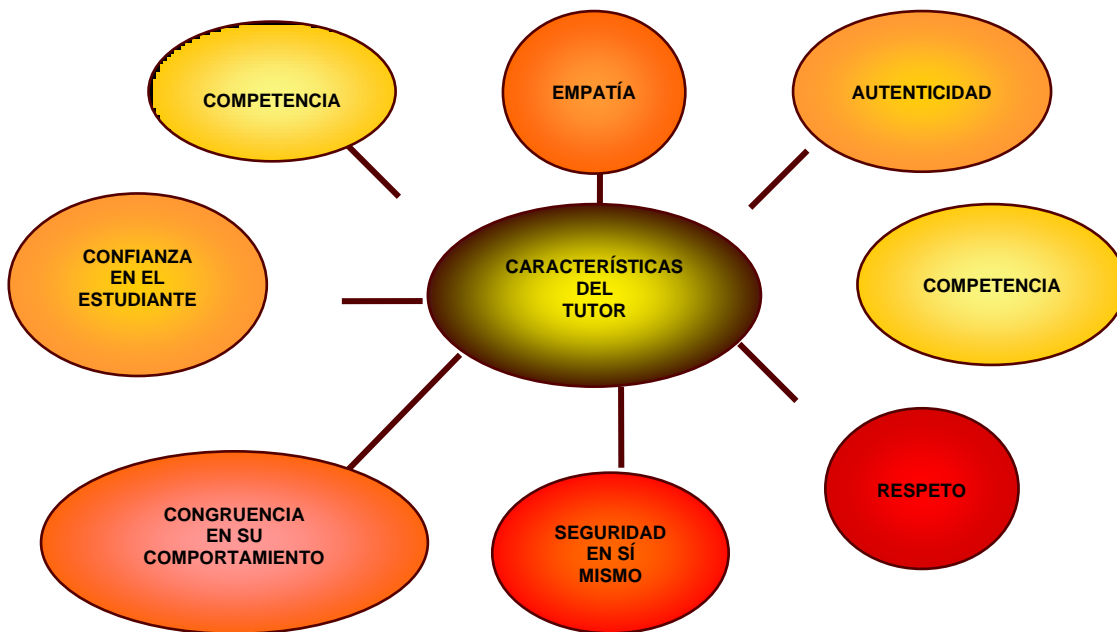 COMPETENCIA
EMPATÍA
AUTENTICIDAD
CONFIANZA
EN EL
ESTUDIANTE
CARACTERÍSTICAS
DEL
TUTOR
COMPETENCIA
CONGRUENCIA
EN SU
COMPORTAMIENTO
SEGURIDAD
EN SÍ
MISMO
RESPETO